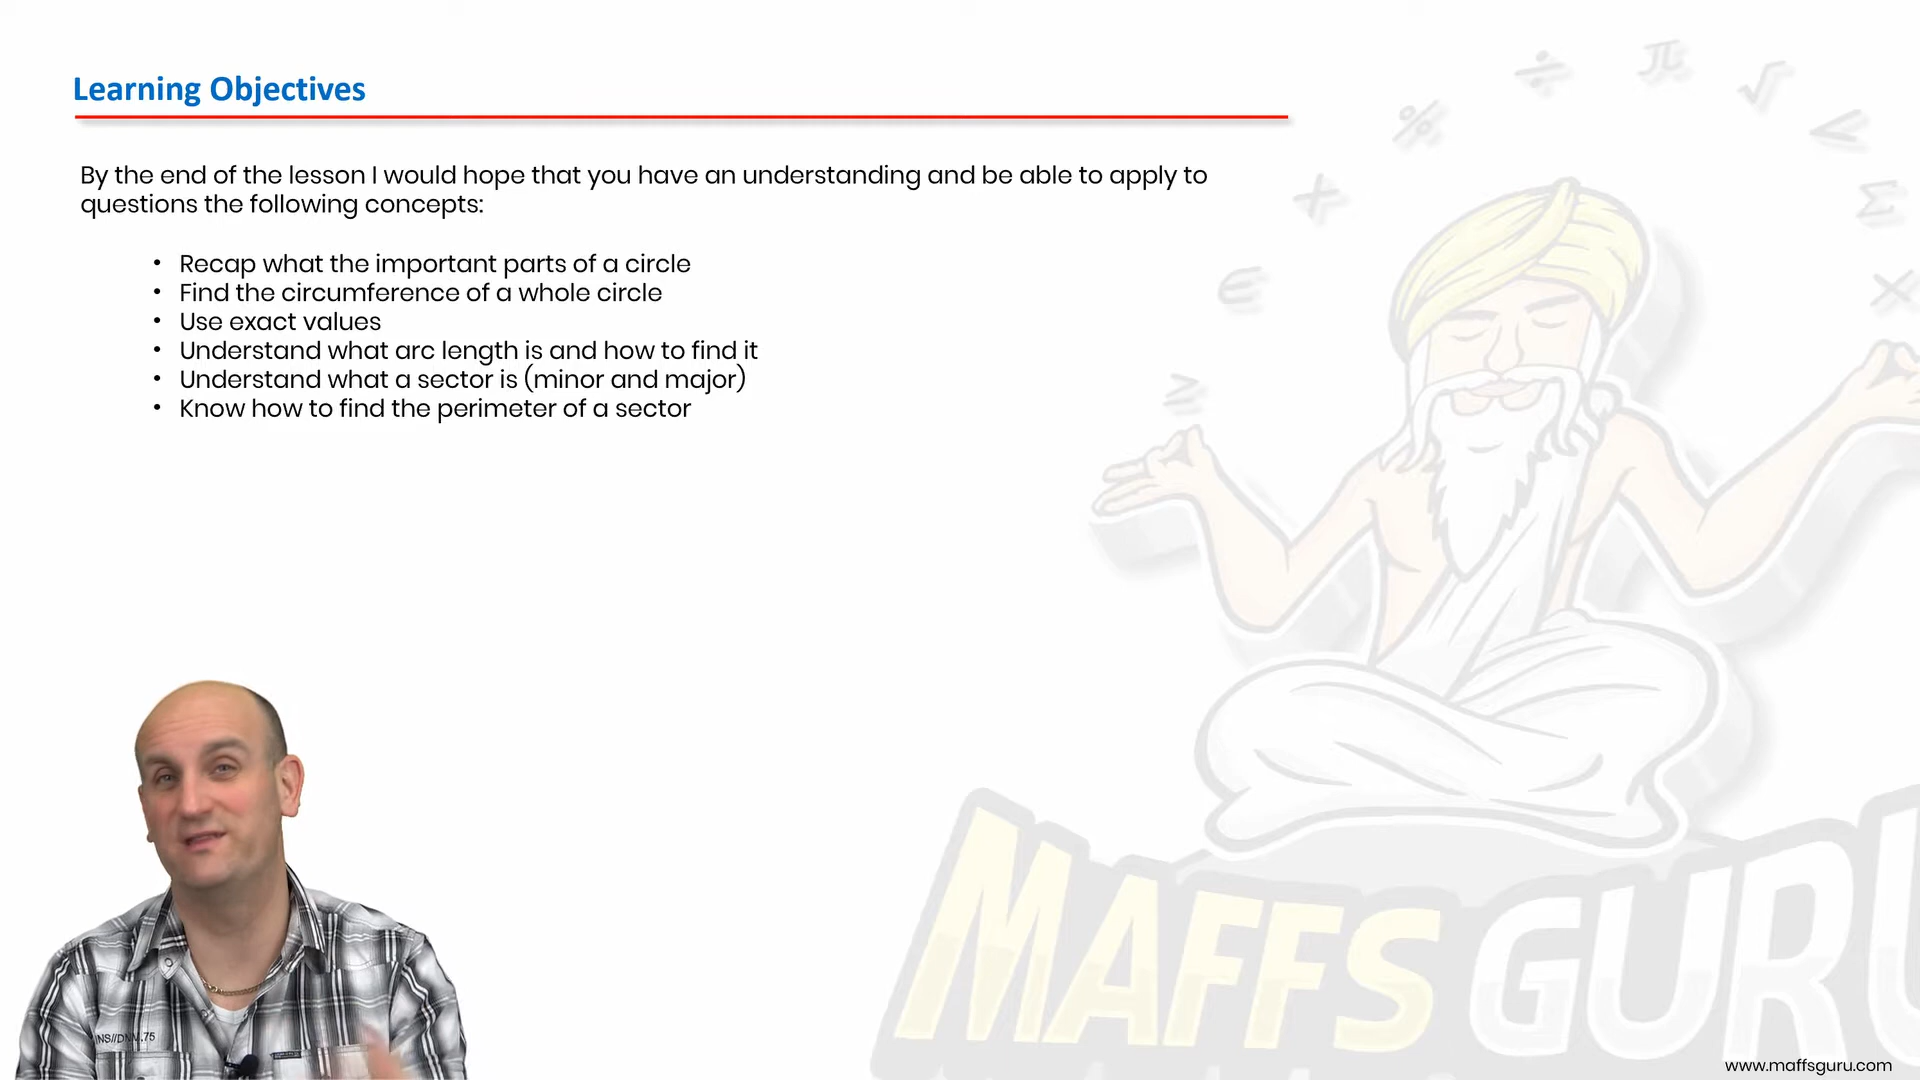 Learning Objectives
By the end of the lesson I would hope that you have an understanding and be able to apply to
questions the following concepts:
• Recap what the important parts of a circle
• Find the circumference of a whole circle
• Use exact values
• Understand what arc length is and how to find it
• Understand what a sector is (minor and major)
• Know how to find the perimeter of a sector
% ÷ π √ <
+ Σ
∈ ×
≥
MAFFS GURU
www.maffsguru.com